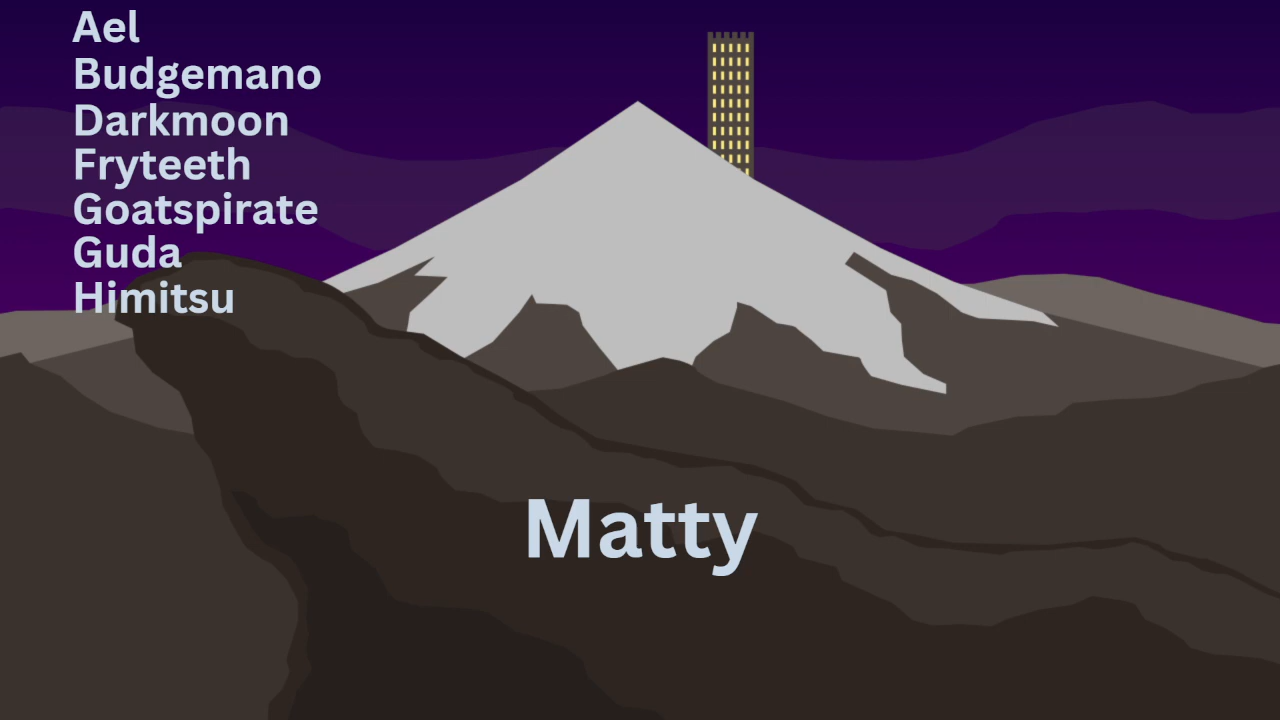 Ael
Budgemano
Darkmoon
Fryteeth
Goatspirate
Guda
Himitsu
Matty